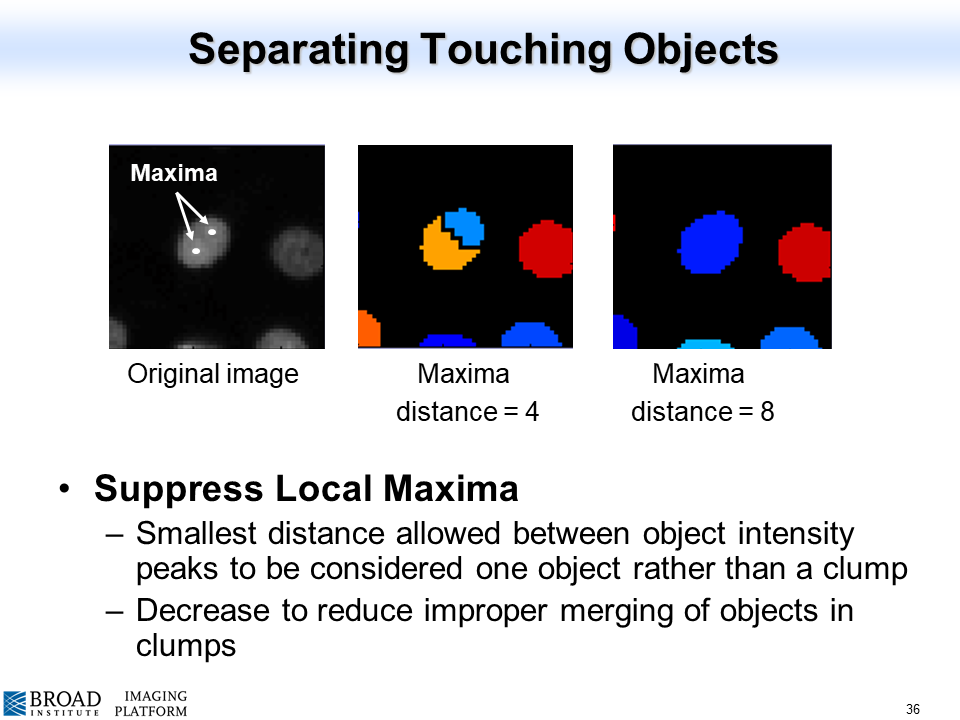 Separating Touching Objects
Maxima
Original image
Maxima
distance = 4
Maxima
distance = 8
• Suppress Local Maxima
– Smallest distance allowed between object intensity
peaks to be considered one object rather than a clump
– Decrease to reduce improper merging of objects in
clumps
BROAD
INSTITUTE
IMAGING
PLATFORM
36